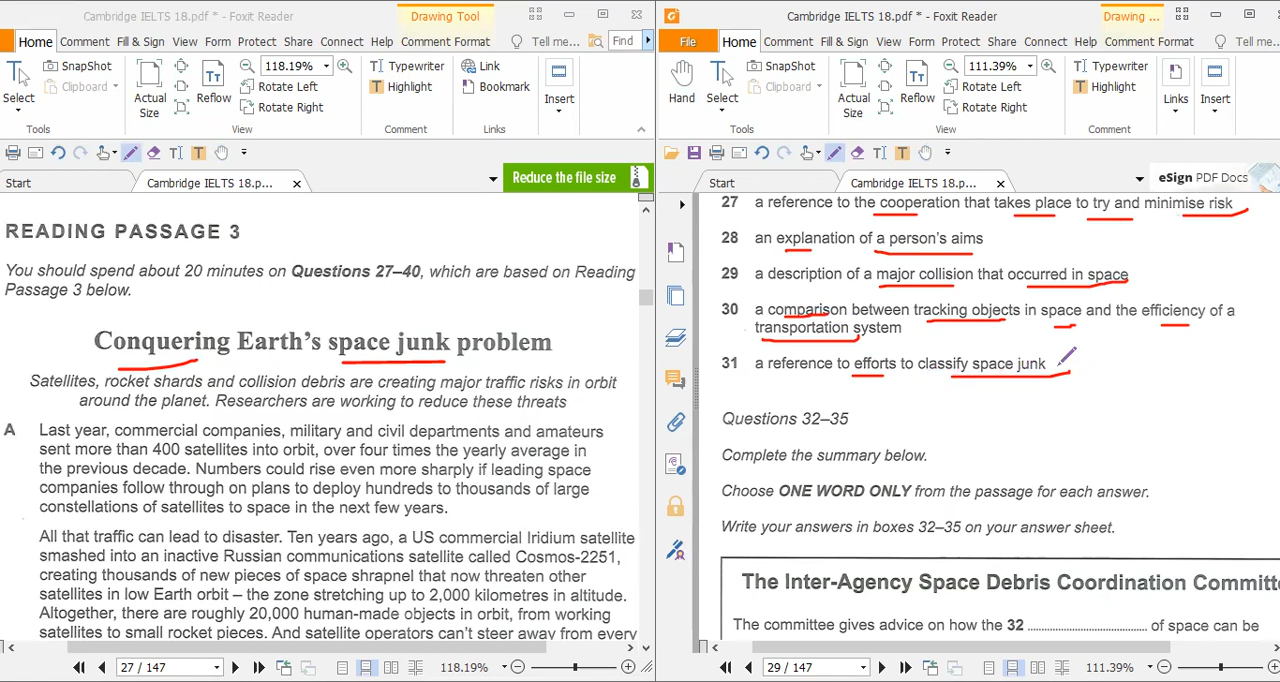 Cambridge IELTS 18.pdf * - Foxit Reader
Drawing Tool
Home Comment Fill & Sign View Form Protect Share Connect Help Comment Format Tell me... Find
Select
SnapShot
Clipboard
Actual Size
Reflow
118.19%
Rotate Left
Rotate Right
Typewriter
Highlight
Link
Bookmark
Insert
Tools View Comment Links
Start Cambridge IELTS 18.p... Reduce the file size
READING PASSAGE 3
You should spend about 20 minutes on Questions 27–40, which are based on Reading
Passage 3 below.
Conquering Earth's space junk problem
Satellites, rocket shards and collision debris are creating major traffic risks in orbit
around the planet. Researchers are working to reduce these threats
A Last year, commercial companies, military and civil departments and amateurs
sent more than 400 satellites into orbit, over four times the yearly average in
the previous decade. Numbers could rise even more sharply if leading space
companies follow through on plans to deploy hundreds to thousands of large
constellations of satellites to space in the next few years.
All that traffic can lead to disaster. Ten years ago, a US commercial Iridium satellite
smashed into an inactive Russian communications satellite called Cosmos-2251,
creating thousands of new pieces of space shrapnel that now threaten other
satellites in low Earth orbit – the zone stretching up to 2,000 kilometres in altitude.
Altogether, there are roughly 20,000 human-made objects in orbit, from working
satellites to small rocket pieces. And satellite operators can't steer away from every
27 / 147 118.19%
Cambridge IELTS 18.pdf * - Foxit Reader
Drawing ...
File Home Comment Fill & Sign View Form Protect Share Connect Help Comment Format Tell me...
Hand
Select
SnapShot
Clipboard
Actual Size
Reflow
111.39%
Rotate Left
Rotate Right
Typewriter
Highlight
Links
Insert
Tools View Comment
Start Cambridge IELTS 18.p... eSign PDF Docs
27 a reference to the cooperation that takes place to try and minimise risk
28 an explanation of a person's aims
29 a description of a major collision that occurred in space
30 a comparison between tracking objects in space and the efficiency of a
transportation system
31 a reference to efforts to classify space junk
Questions 32–35
Complete the summary below.
Choose ONE WORD ONLY from the passage for each answer.
Write your answers in boxes 32–35 on your answer sheet.
The Inter-Agency Space Debris Coordination Committe
The committee gives advice on how the 32 .................................. of space can be
29 / 147 111.39%